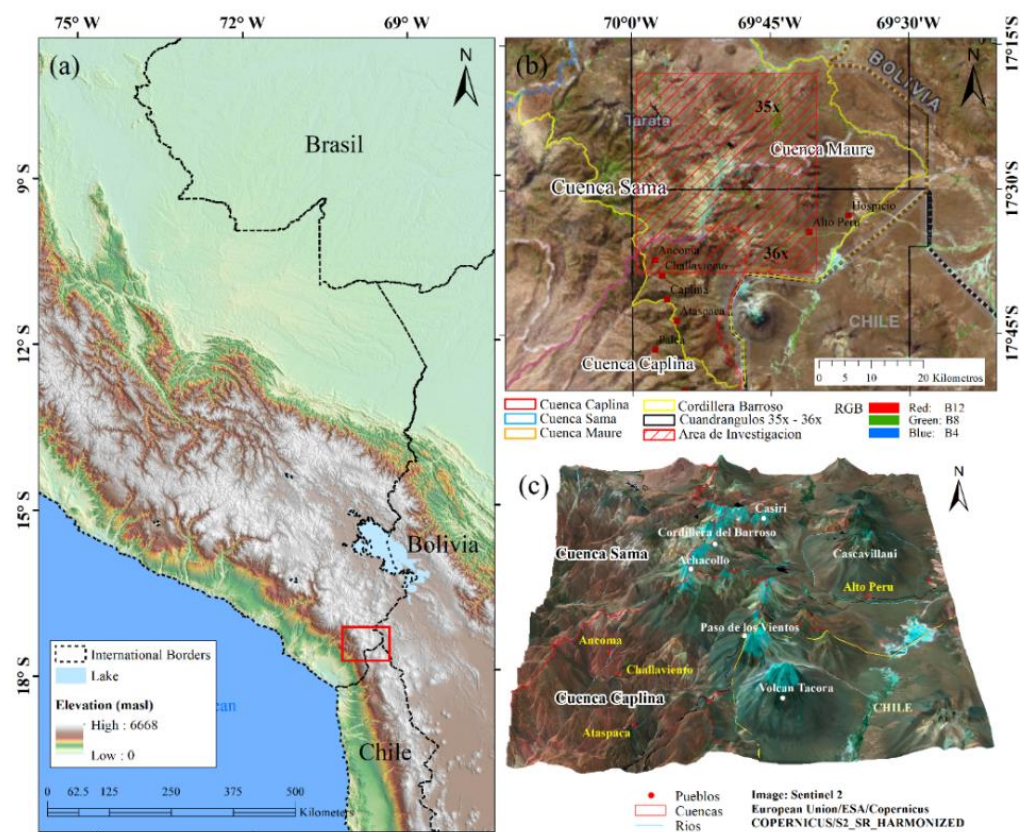 75°W 72°W 69°W
(a)
N
Brasil
9°S
12°S
15°S
18°S
Bolivia
Chile
International Borders
Lake
Elevation (masl)
High : 6668
Low : 0
0 62.5 125 250 375 500
Kilometers
70°0'W 69°45'W 69°30'W
(b)
N
17°15'S
17°30'S
17°45'S
BOLIVIA
35x
Tarata
Cuenca Maure
Cuenca Sama
Hospicio
Alto Peru
36x
Ancoma
Challaviento
Caplina
Ataspaca
CHILE
Cuenca Caplina
0 5 10 20 Kilometros
Cuenca Caplina
Cuenca Sama
Cuenca Maure
Cordillera Barroso
Cuandrangulos 35x - 36x
Area de Investigacion
RGB
Red: B12
Green: B8
Blue: B4
(c)
N
Casiri
Cordillera del Barroso
Cuenca Sama
Achacollo
Cascavillani
Alto Peru
Paso de los Vientos
Ancoma
Challaviento
Cuenca Caplina
Volcan Tacora
CHILE
Ataspaca
Pueblos
Cuencas
Rios
Image: Sentinel 2
European Union/ESA/Copernicus
COPERNICUS/S2_SR_HARMONIZED